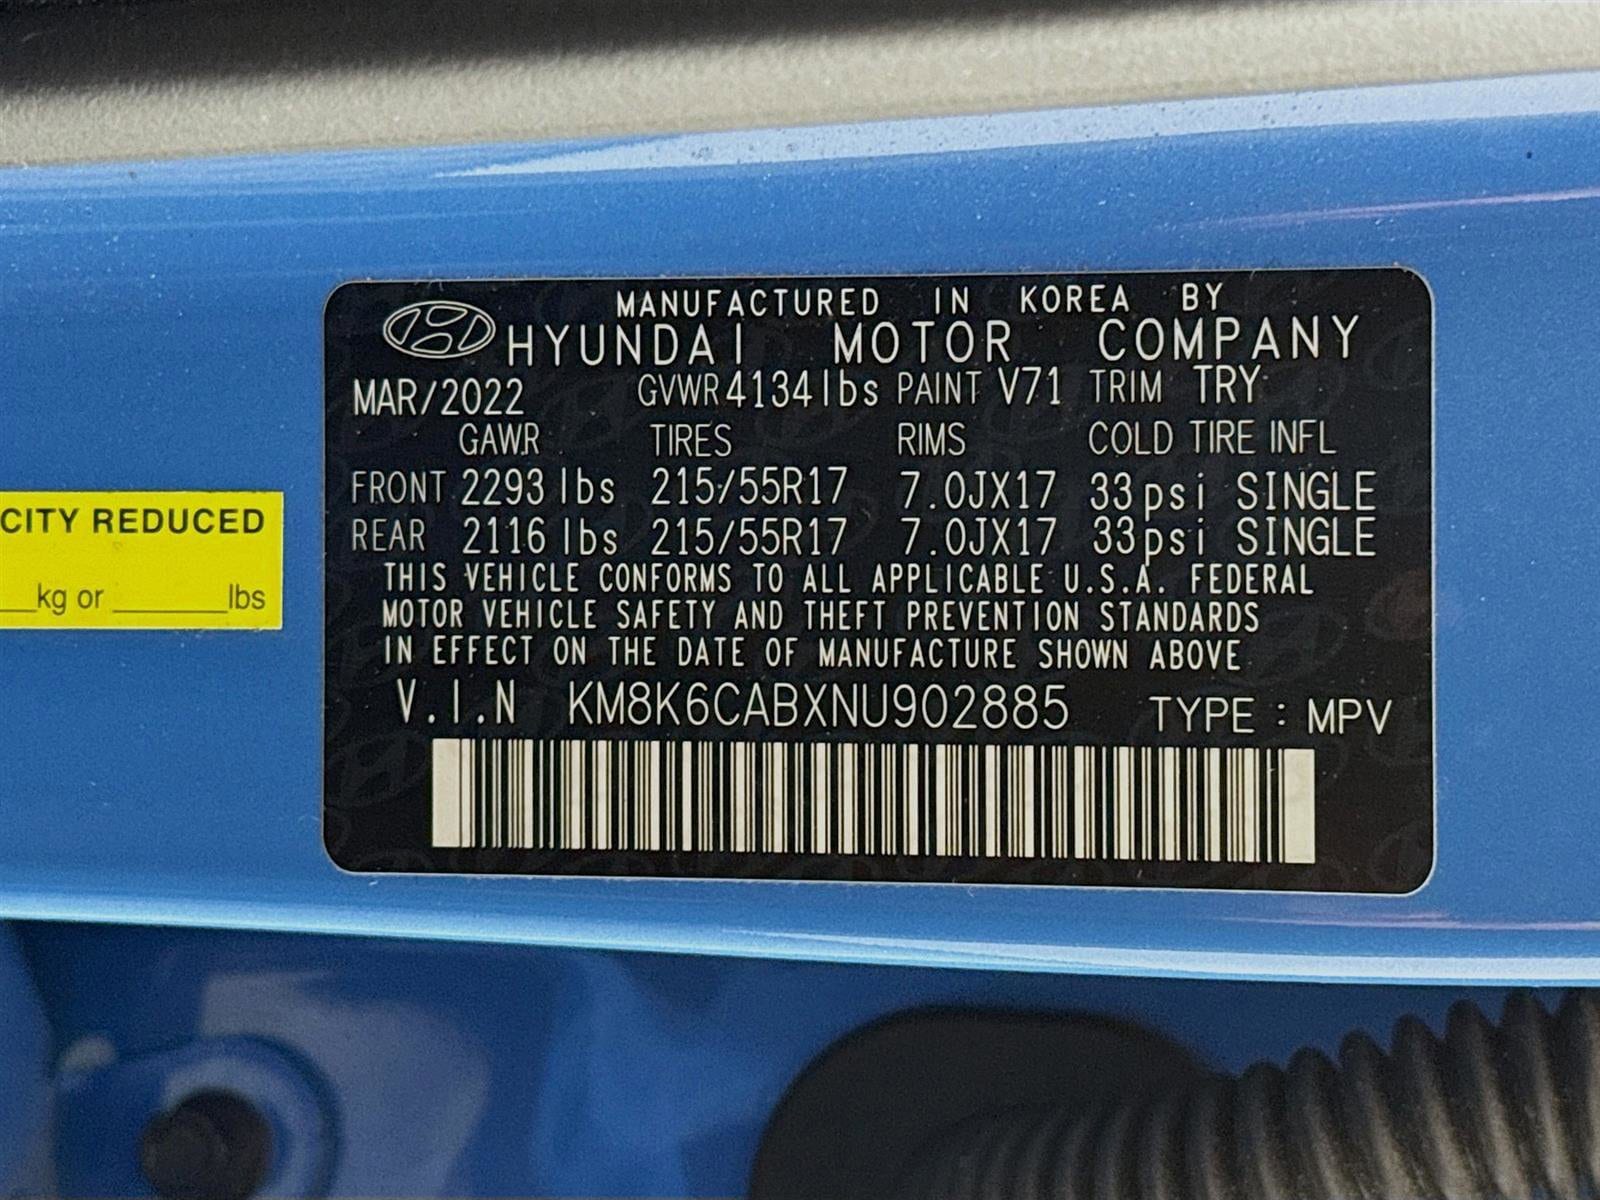 MANUFACTURED IN KOREA BY
HYUNDAI MOTOR COMPANY
MAR/2022 GVWR 4134 lbs PAINT V71 TRIM TRY
GAWR TIRES RIMS COLD TIRE INFL
FRONT 2293 lbs 215/55R17 7.0JX17 33psi SINGLE
REAR 2116 lbs 215/55R17 7.0JX17 33psi SINGLE
THIS VEHICLE CONFORMS TO ALL APPLICABLE U.S.A. FEDERAL
MOTOR VEHICLE SAFETY AND THEFT PREVENTION STANDARDS
IN EFFECT ON THE DATE OF MANUFACTURE SHOWN ABOVE
V.I.N KM8K6CABXNU902885 TYPE : MPV
CITY REDUCED
____kg or ________lbs